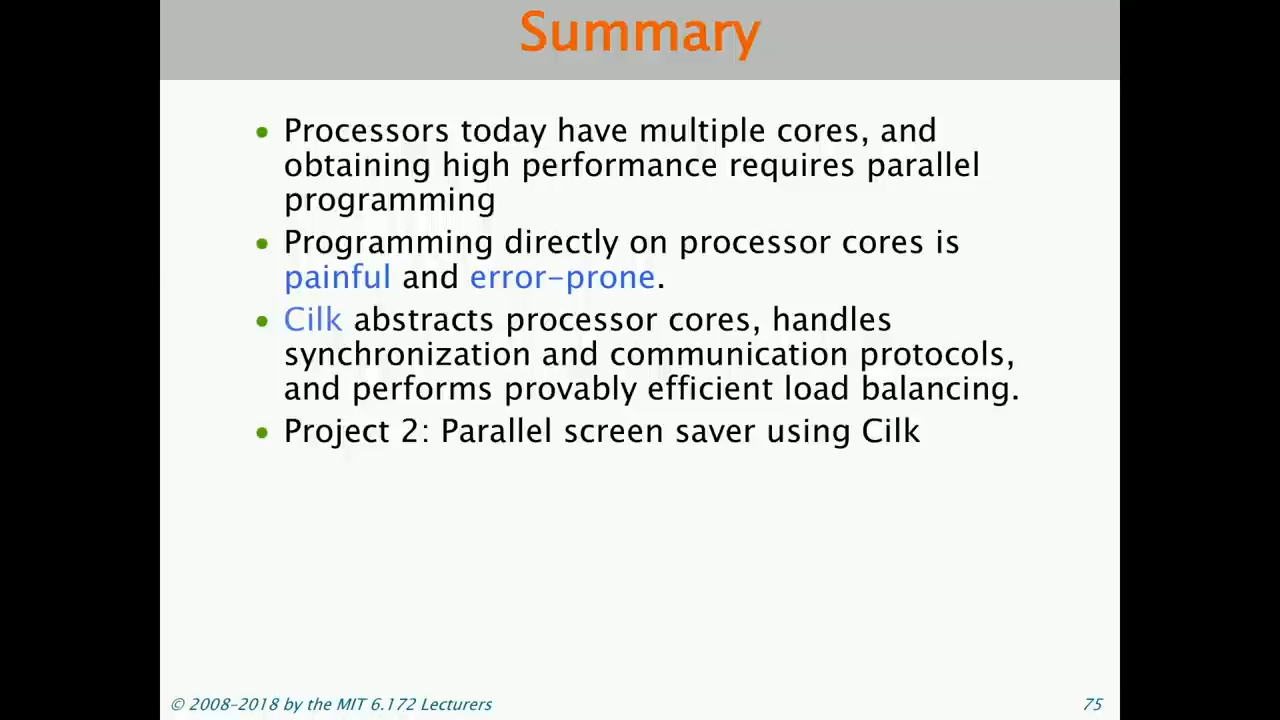 Summary
• Processors today have multiple cores, and
obtaining high performance requires parallel
programming
• Programming directly on processor cores is
painful and error-prone.
• Cilk abstracts processor cores, handles
synchronization and communication protocols,
and performs provably efficient load balancing.
• Project 2: Parallel screen saver using Cilk
© 2008–2018 by the MIT 6.172 Lecturers
75